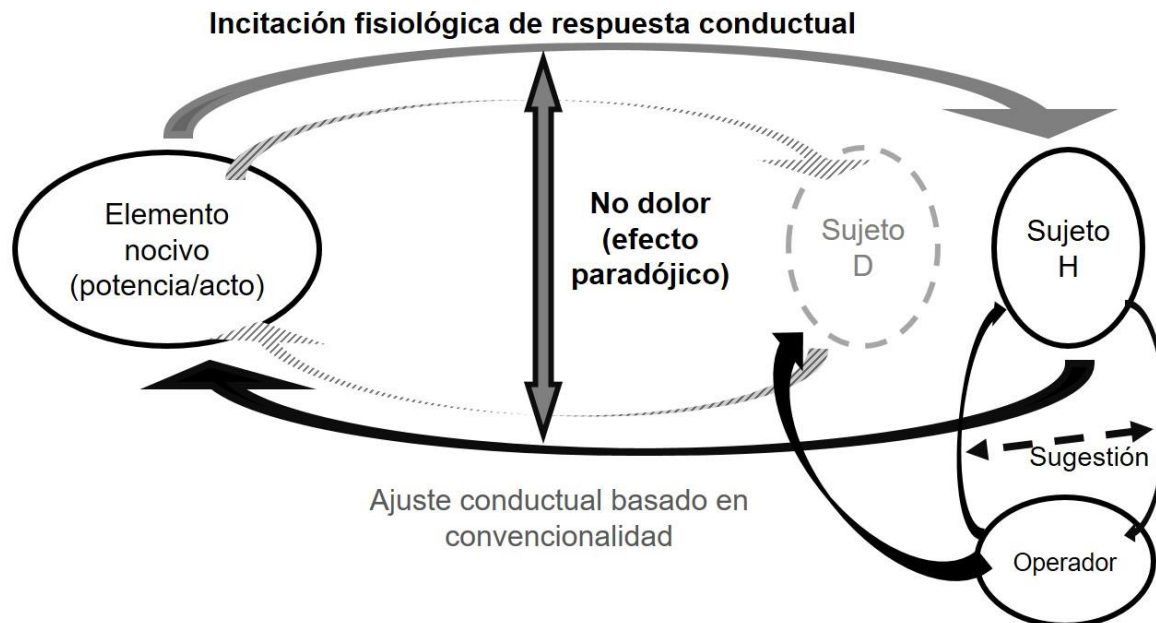 Incitación fisiológica de respuesta conductual
Elemento
nocivo
(potencia/acto)
No dolor
(efecto
paradójico)
Sujeto
D
Sujeto
H
Sugestión
Ajuste conductual basado en
convencionalidad
Operador